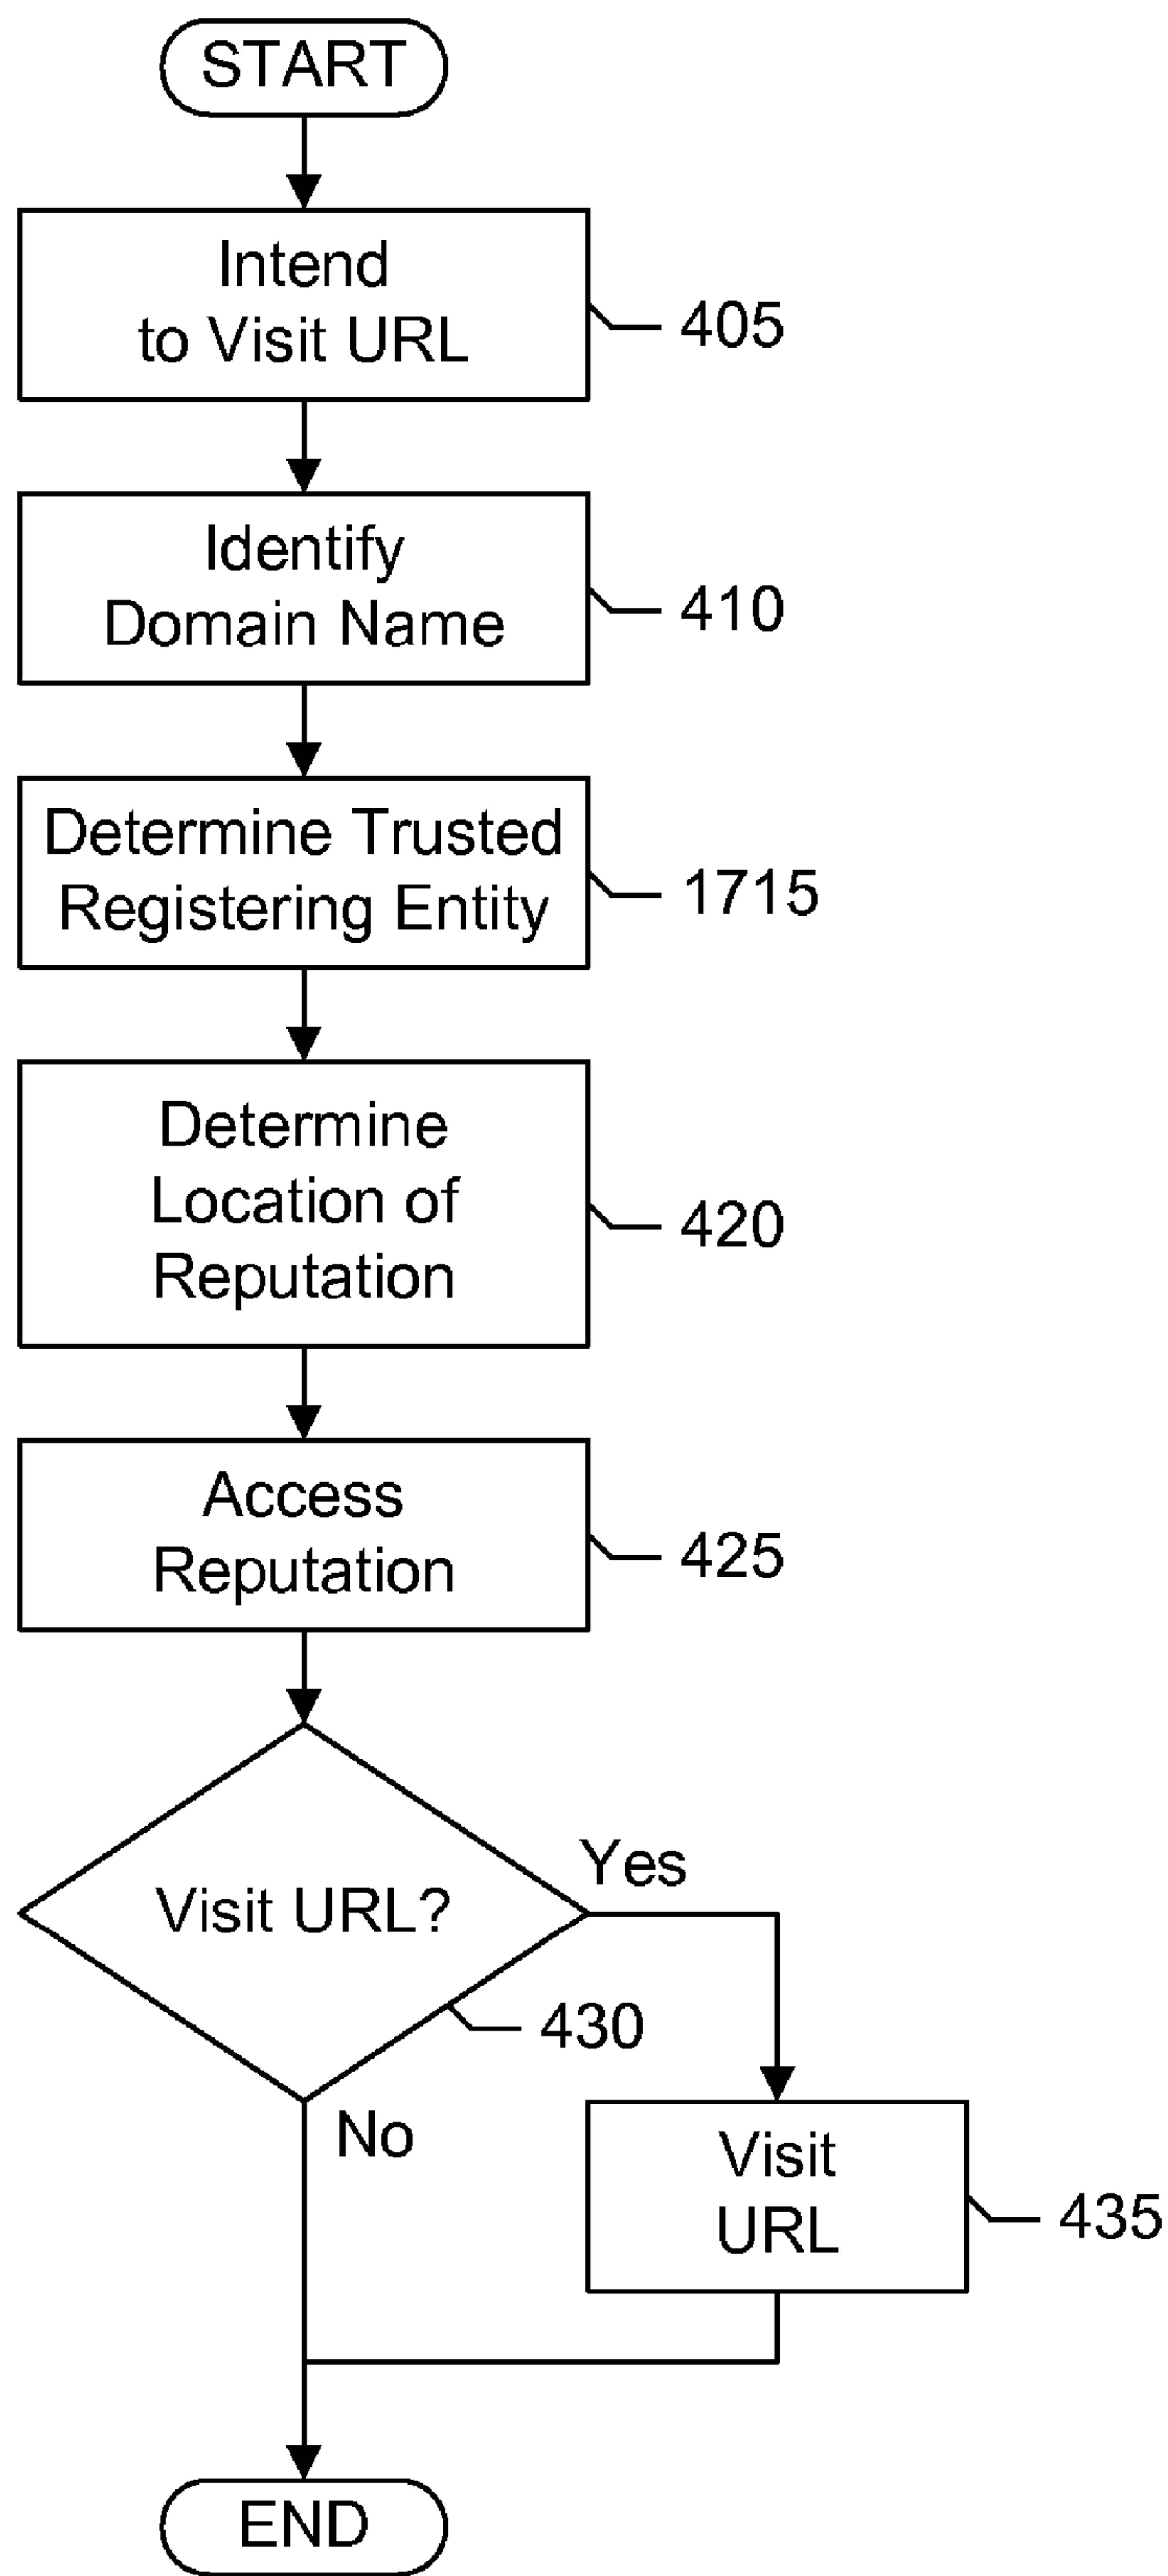 START
Intend
to Visit URL
405
Identify
Domain Name
410
Determine Trusted
Registering Entity
1715
Determine
Location of
Reputation
420
Access
Reputation
425
Visit URL?
Yes
430
No
Visit
URL
435
END